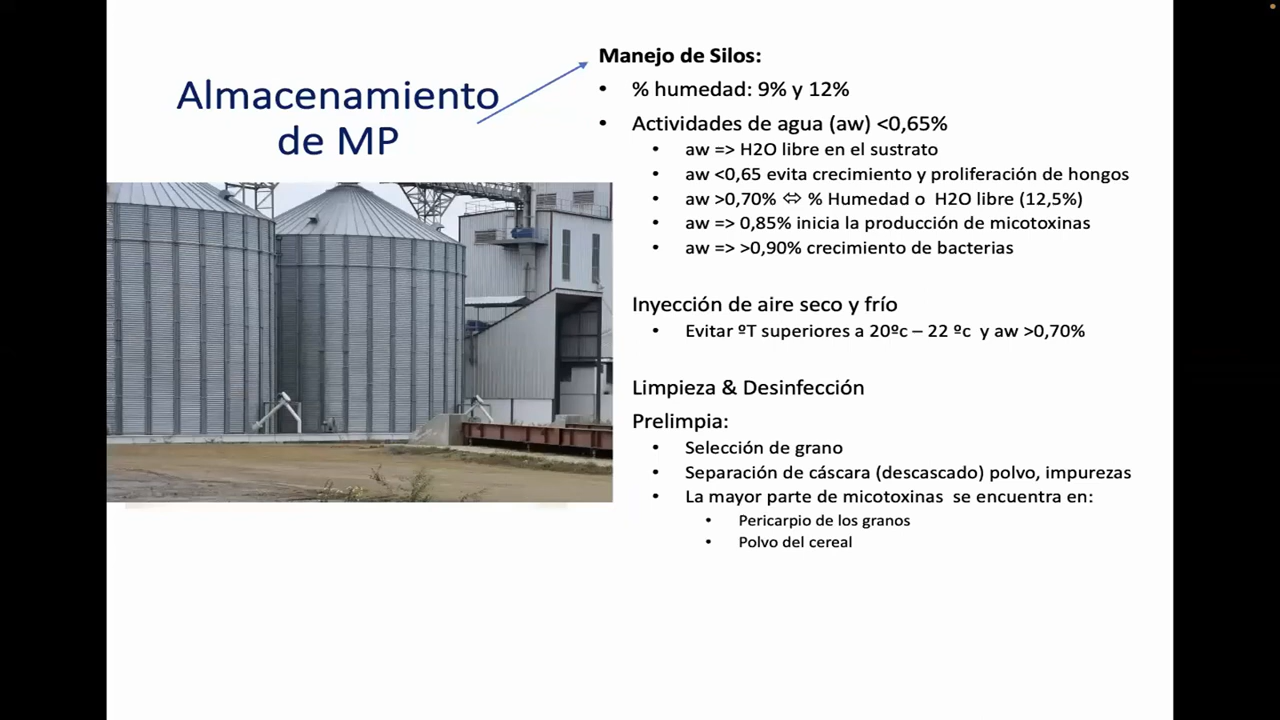 Almacenamiento
de MP
Manejo de Silos:
• % humedad: 9% y 12%
• Actividades de agua (aw) <0,65%
• aw => H2O libre en el sustrato
• aw <0,65 evita crecimiento y proliferación de hongos
• aw >0,70% ⇔ % Humedad o H2O libre (12,5%)
• aw => 0,85% inicia la producción de micotoxinas
• aw => >0,90% crecimiento de bacterias
Inyección de aire seco y frío
• Evitar ºT superiores a 20ºc – 22 ºc y aw >0,70%
Limpieza & Desinfección
Prelimpia:
• Selección de grano
• Separación de cáscara (descascado) polvo, impurezas
• La mayor parte de micotoxinas se encuentra en:
• Pericarpio de los granos
• Polvo del cereal